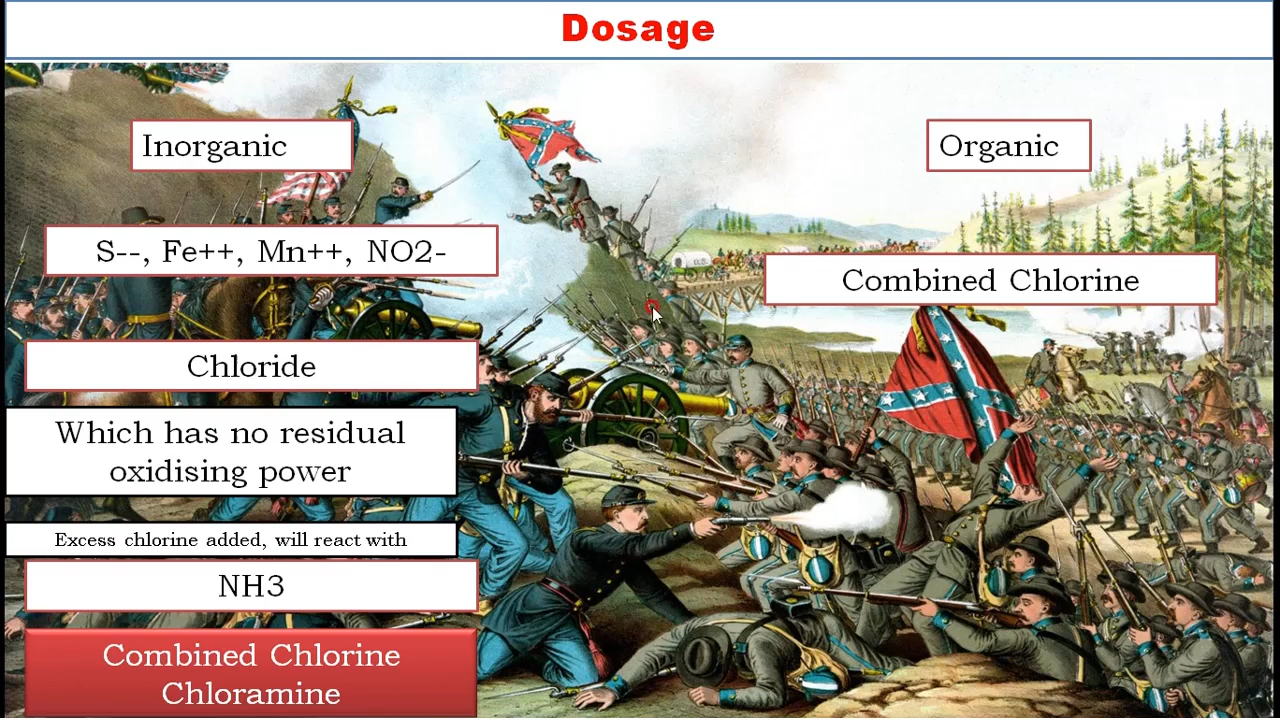 Dosage
Inorganic
Organic
S--, Fe++, Mn++, NO2-
Combined Chlorine
Chloride
Which has no residual
oxidising power
Excess chlorine added, will react with
NH3
Combined Chlorine
Chloramine